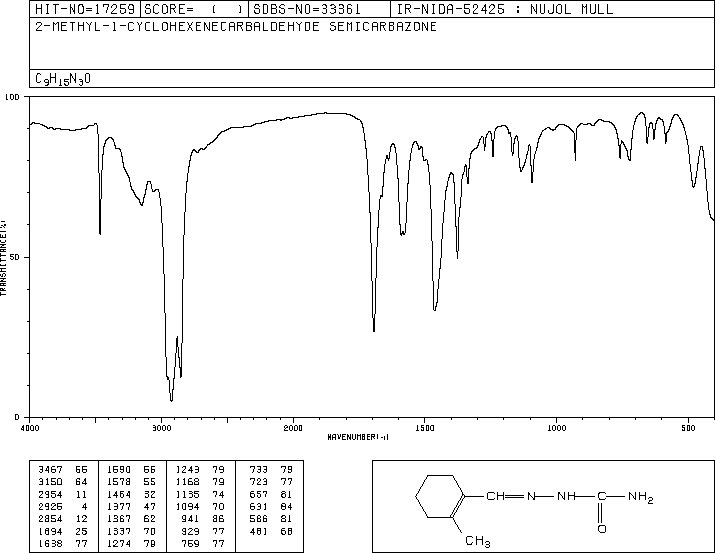 HIT-NO=17259 SCORE= ( ) SDBS-NO=33361 IR-NIDA-52425 : NUJOL MULL
2-METHYL-1-CYCLOHEXENECARBALDEHYDE SEMICARBAZONE
C9H15N3O
100
50
0
TRANSMITTANCE(%)
4000 3000 2000 1500 1000 500
WAVENUMBER(-1)
3467 55 1590 55 1243 79 733 79
3150 64 1578 55 1168 79 723 77
2954 11 1464 32 1135 74 657 81
2925 4 1377 47 1094 70 631 84
2854 12 1367 62 941 86 586 81
1694 25 1337 70 929 77 481 68
1638 77 1274 79 759 77
CH N NH C NH2
O
CH3